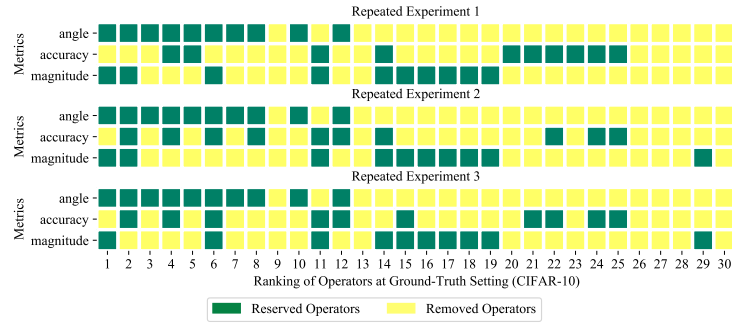 Repeated Experiment 1
Metrics
angle
accuracy
magnitude
Repeated Experiment 2
Metrics
angle
accuracy
magnitude
Repeated Experiment 3
Metrics
angle
accuracy
magnitude
1 2 3 4 5 6 7 8 9 10 11 12 13 14 15 16 17 18 19 20 21 22 23 24 25 26 27 28 29 30
Ranking of Operators at Ground-Truth Setting (CIFAR-10)
Reserved Operators Removed Operators